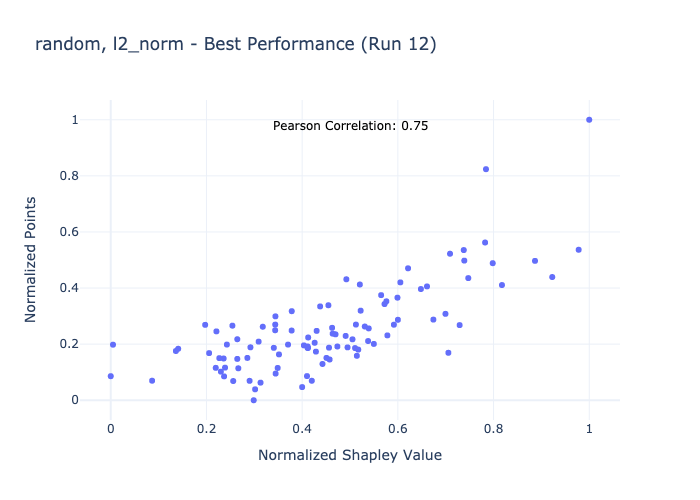 random, l2_norm - Best Performance (Run 12)
Pearson Correlation: 0.75
Normalized Points
1
0.8
0.6
0.4
0.2
0
0 0.2 0.4 0.6 0.8 1
Normalized Shapley Value